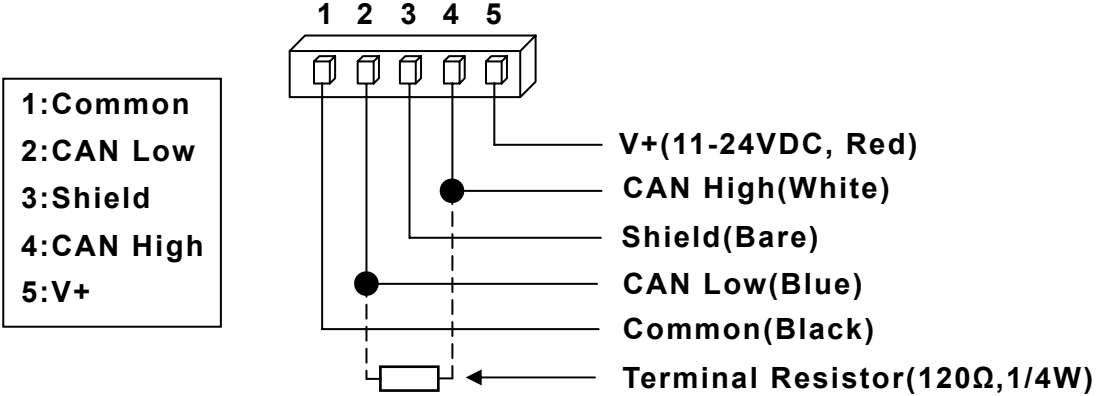 1 2 3 4 5
1:Common
2:CAN Low
3:Shield
4:CAN High
5:V+
V+(11-24VDC, Red)
CAN High(White)
Shield(Bare)
CAN Low(Blue)
Common(Black)
Terminal Resistor(120Ω,1/4W)